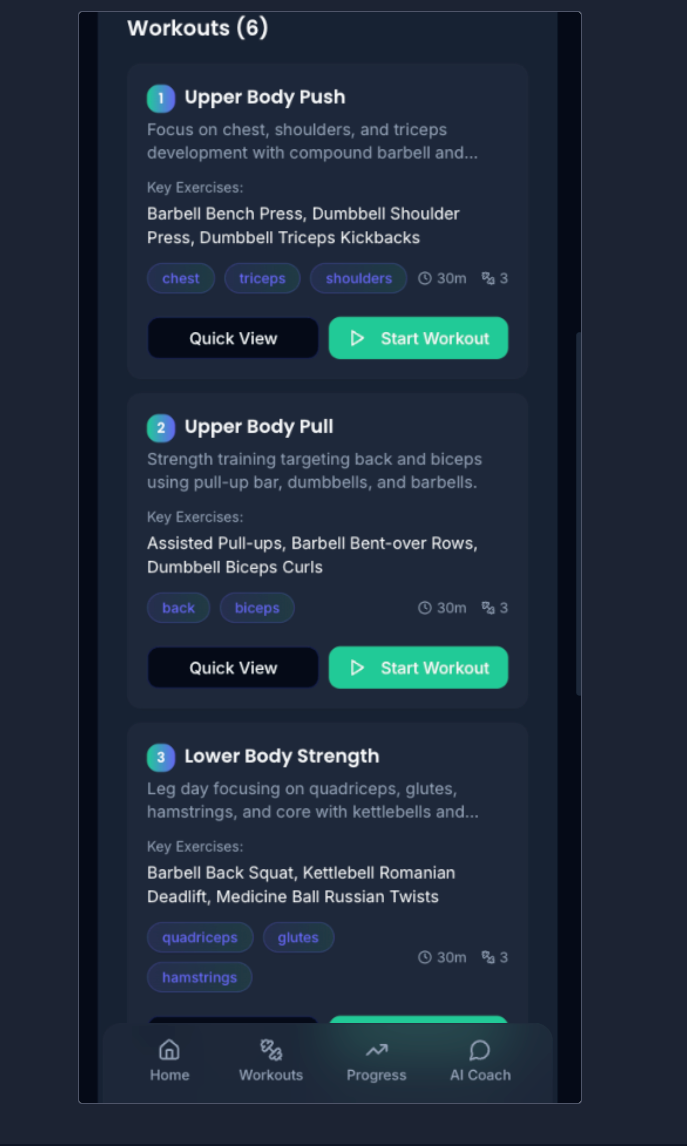 Workouts (6)
1 Upper Body Push
Focus on chest, shoulders, and triceps
development with compound barbell and...
Key Exercises:
Barbell Bench Press, Dumbbell Shoulder
Press, Dumbbell Triceps Kickbacks
chest triceps shoulders 30m 3
Quick View Start Workout
2 Upper Body Pull
Strength training targeting back and biceps
using pull-up bar, dumbbells, and barbells.
Key Exercises:
Assisted Pull-ups, Barbell Bent-over Rows,
Dumbbell Biceps Curls
back biceps 30m 3
Quick View Start Workout
3 Lower Body Strength
Leg day focusing on quadriceps, glutes,
hamstrings, and core with kettlebells and...
Key Exercises:
Barbell Back Squat, Kettlebell Romanian
Deadlift, Medicine Ball Russian Twists
quadriceps glutes
30m 3
hamstrings
Home Workouts Progress AI Coach